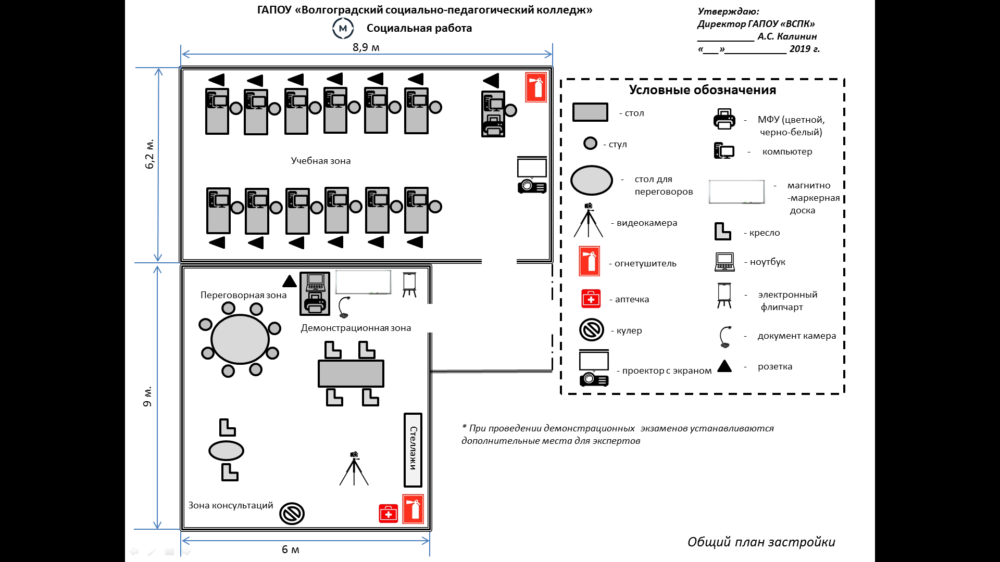 ГАПОУ «Волгоградский социально-педагогический колледж»
М
Социальная работа
Утверждаю:
Директор ГАПОУ «ВСПК»
___________ А.С. Калинин
«___»____________ 2019 г.
8,9 м
6,2 м.
Учебная зона
9 м.
Переговорная зона
Демонстрационная зона
Стеллажи
Зона консультаций
6 м
Условные обозначения
- стол
- стул
- стол для
переговоров
- видеокамера
- огнетушитель
- аптечка
- кулер
- проектор с экраном
- МФУ (цветной,
черно-белый)
- компьютер
- магнитно
-маркерная
доска
- кресло
- ноутбук
- электронный
флипчарт
- документ камера
- розетка
* При проведении демонстрационных экзаменов устанавливаются
дополнительные места для экспертов
Общий план застройки